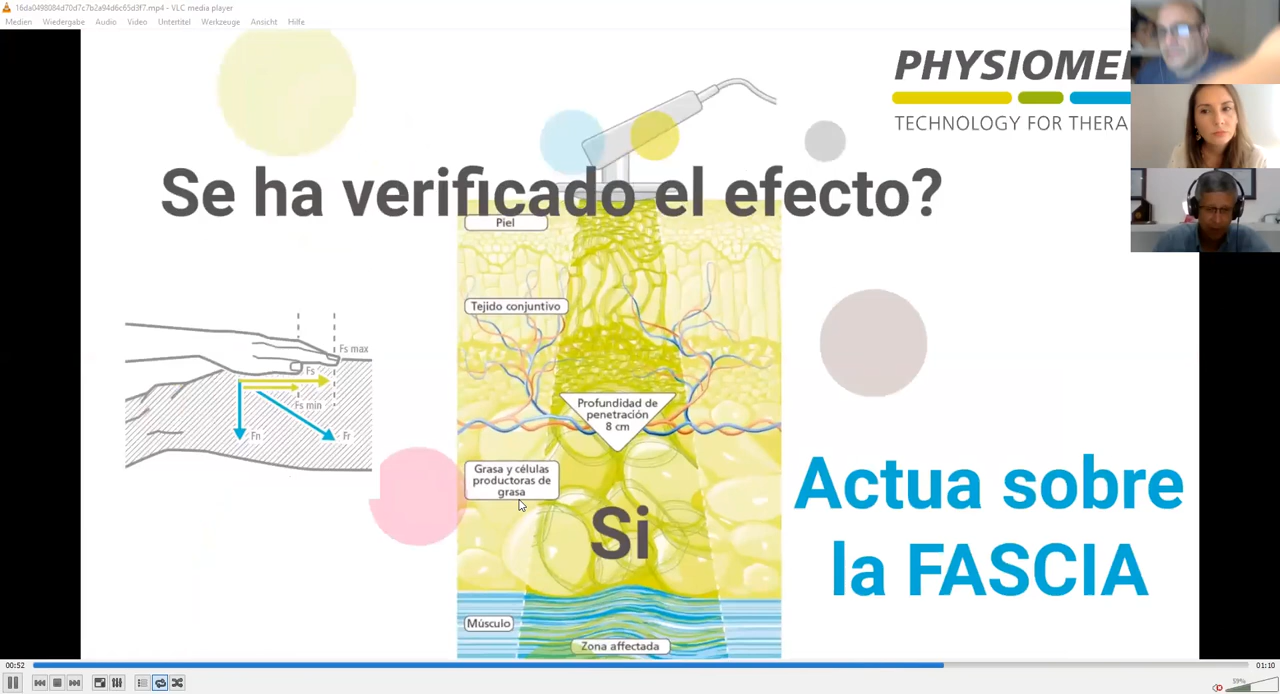 16da0498084d70d7c7b2a94d6c65d3f7.mp4 - VLC media player
Medien Wiedergabe Audio Video Untertitel Werkzeuge Ansicht Hilfe
PHYSIOME
TECHNOLOGY FOR THERA
Se ha verificado el efecto?
Piel
Tejido conjuntivo
Fs max
Fs
Fs min
Fn
Fr
Profundidad de
penetración
8 cm
Grasa y células
productoras de
grasa
Si
Actua sobre
la FASCIA
Músculo
Zona affectada
00:52
01:10
59%